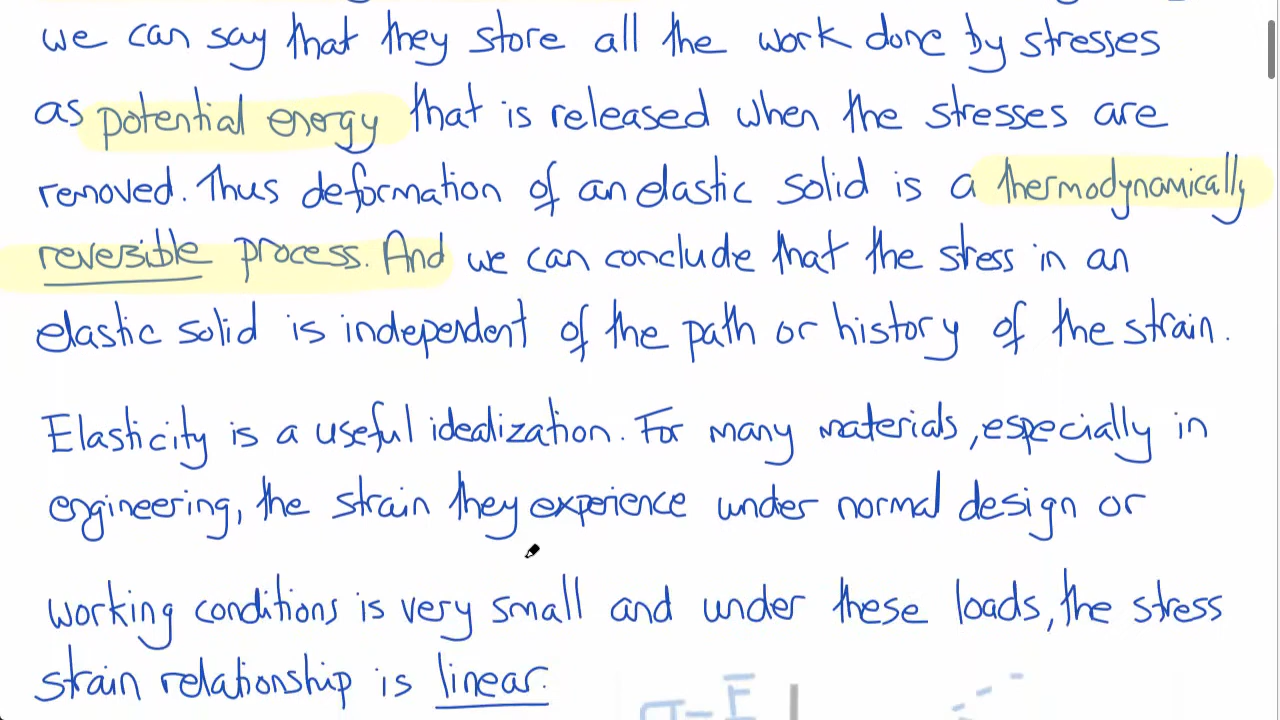 we can say that they store all the work done by stresses
as potential energy that is released when the stresses are
removed. Thus deformation of an elastic solid is a thermodynamically
reversible process. And we can conclude that the stress in an
elastic solid is independent of the path or history of the strain.
Elasticity is a useful idealization. For many materials, especially in
engineering, the strain they experience under normal design or
working conditions is very small and under these loads, the stress
strain relationship is linear.